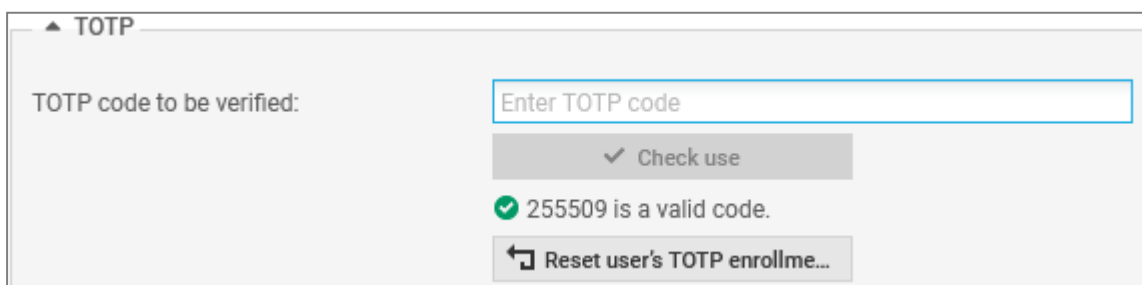 TOTP
TOTP code to be verified:
Enter TOTP code
Check use
255509 is a valid code.
Reset user's TOTP enrollme...